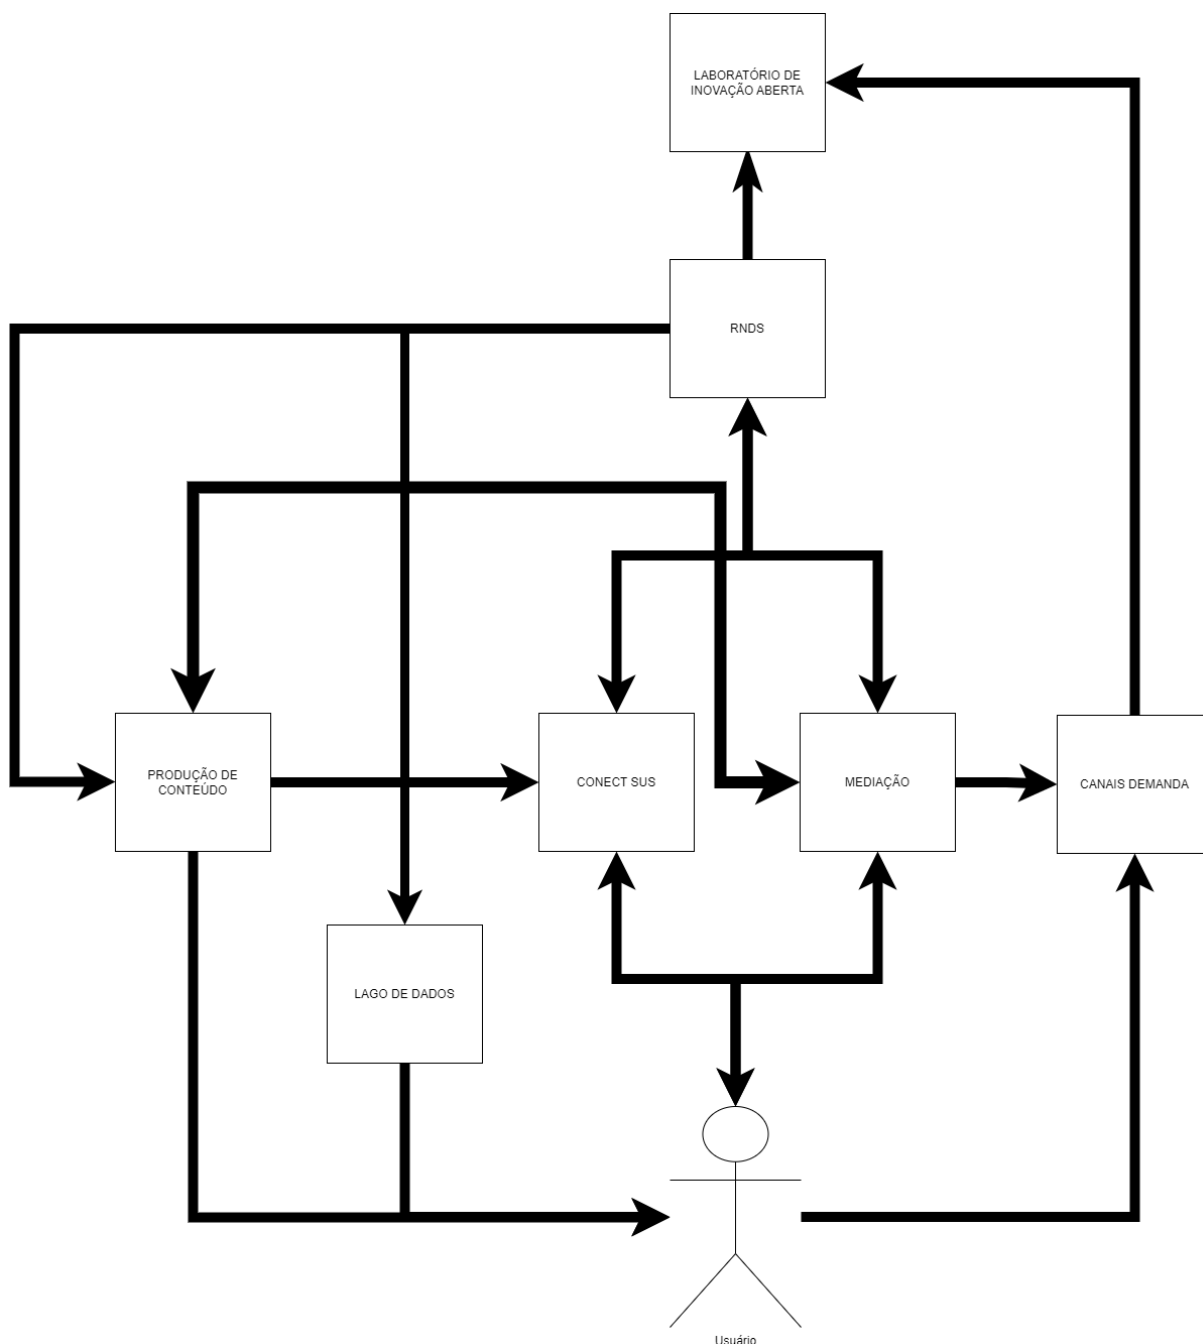 LABORATÓRIO DE
INOVAÇÃO ABERTA
RNDS
PRODUÇÃO DE
CONTEÚDO
CONECT SUS
MEDIAÇÃO
CANAIS DEMANDA
LAGO DE DADOS
Usuário